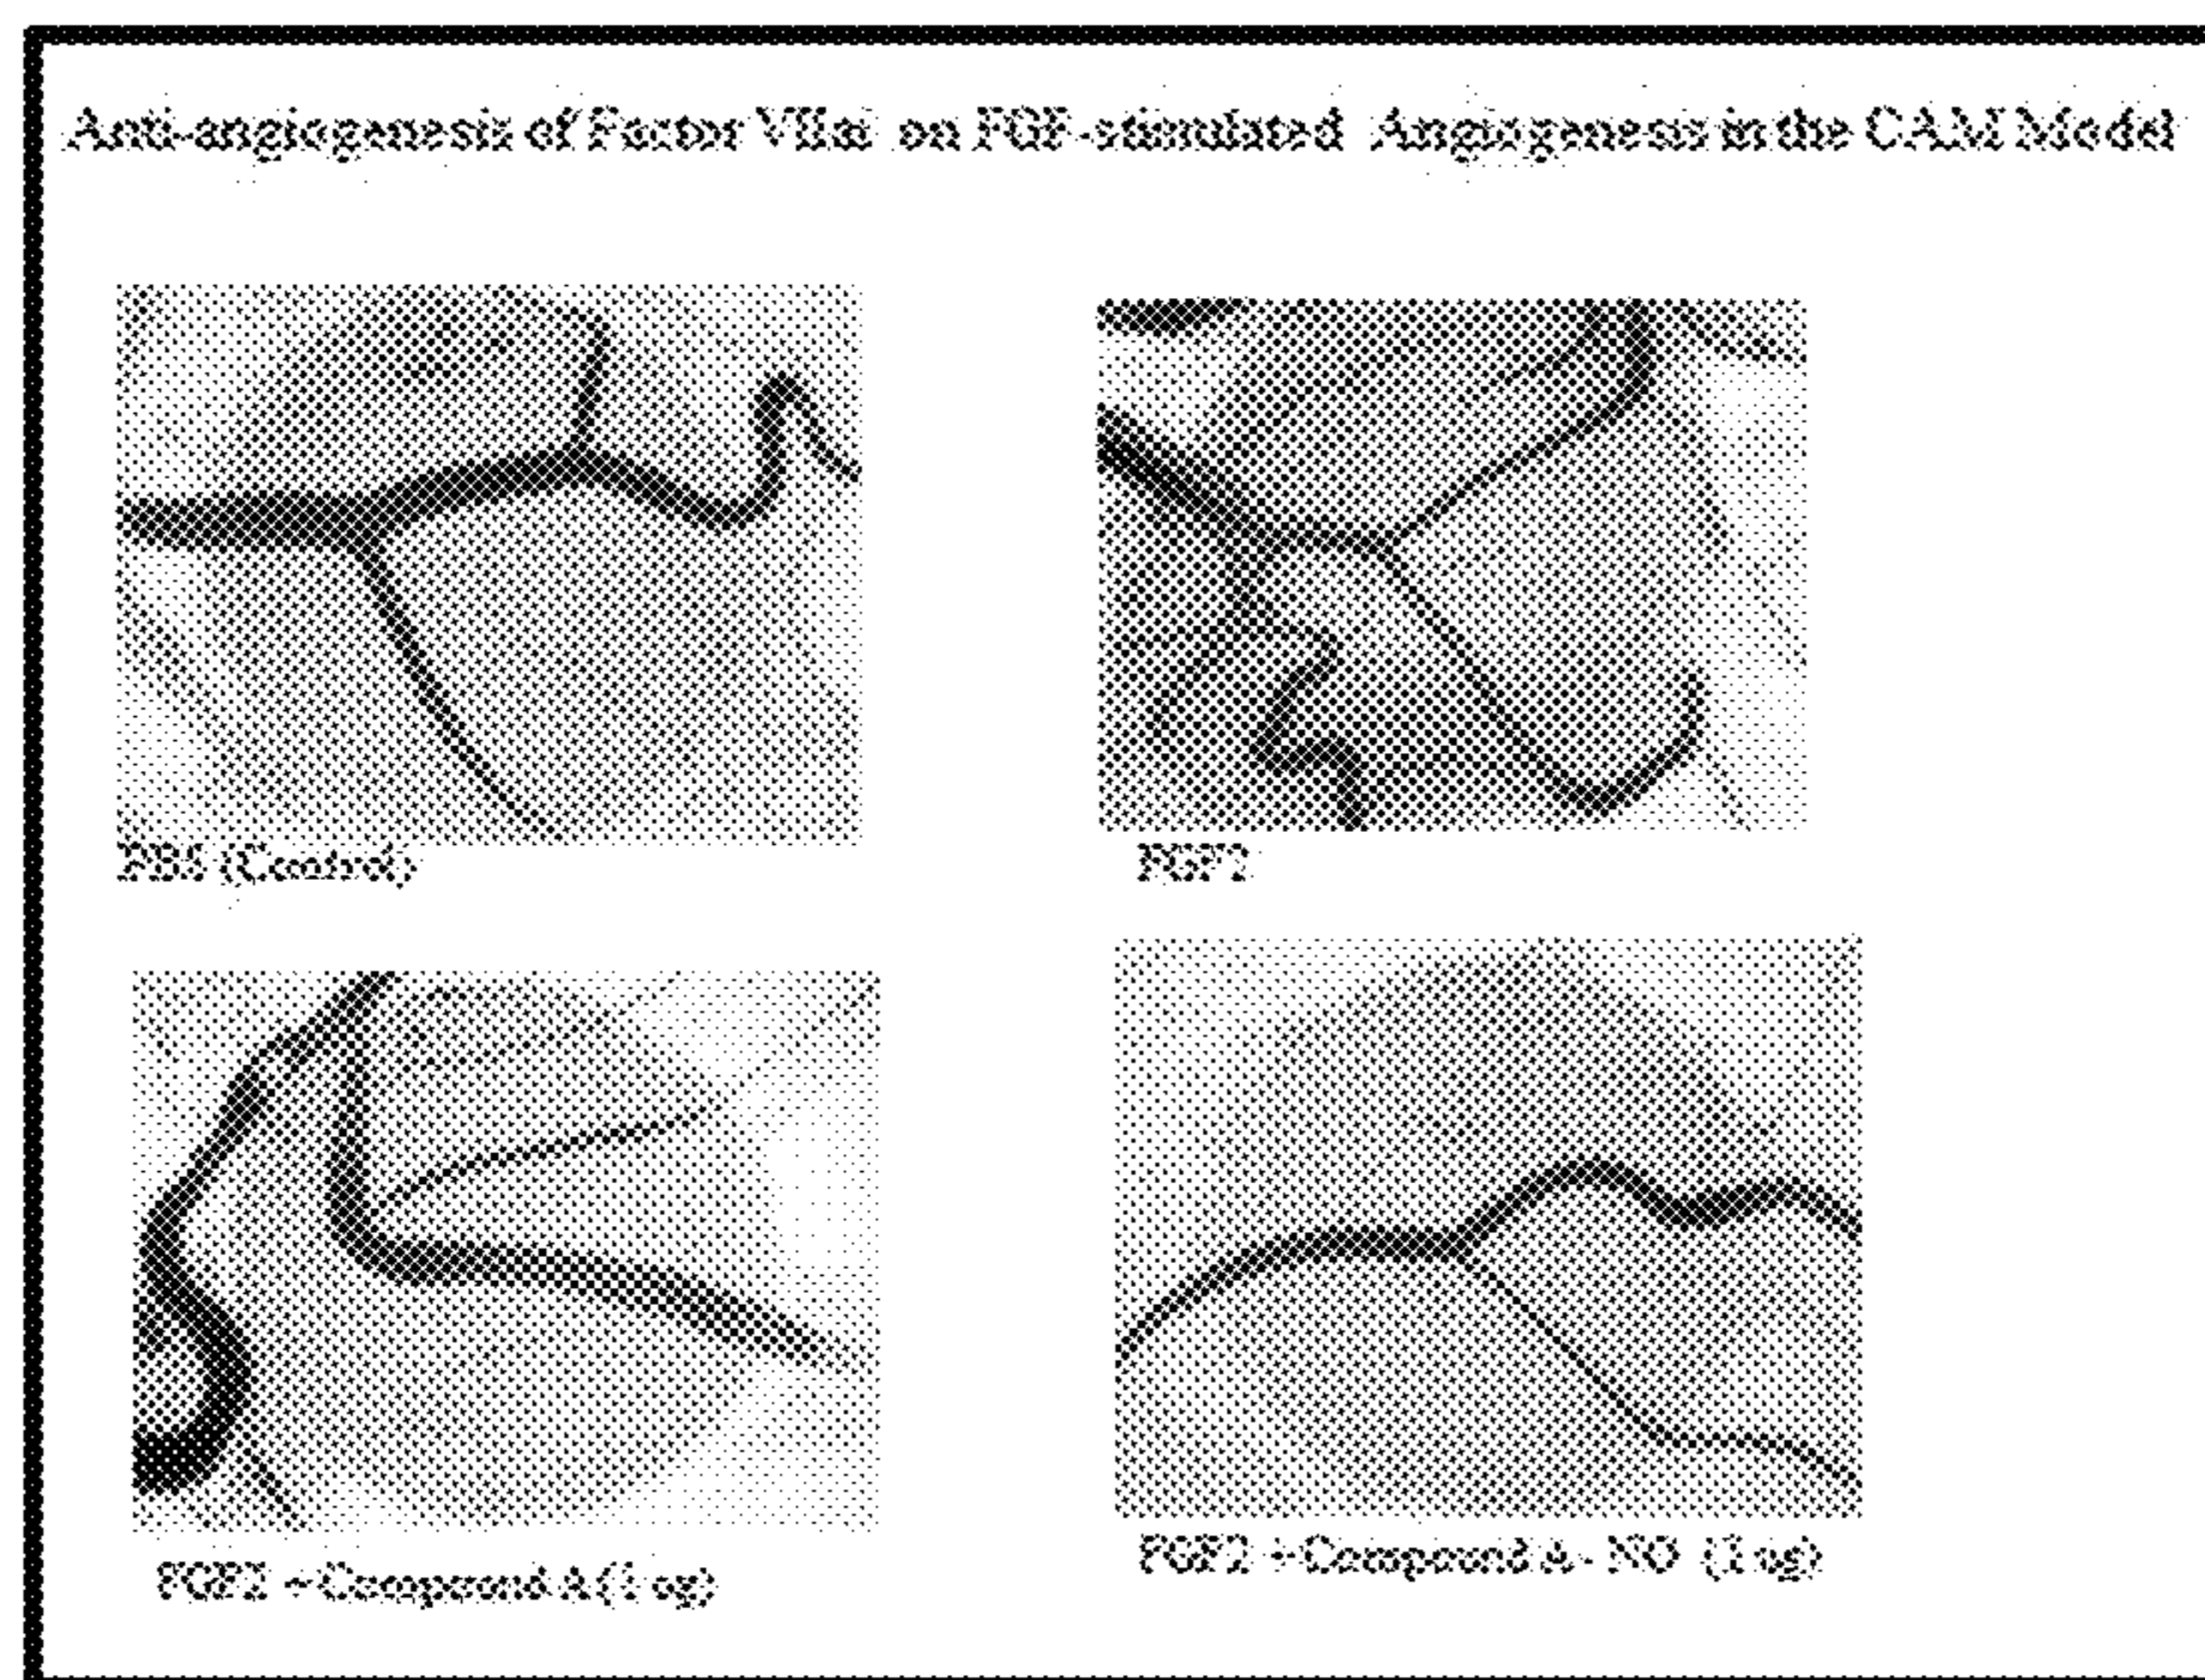 Anti-angiogenesis of Factor VIIai on FGF-stimulated Angiogenesis in the CAM Model
PBS (Control)
FGF2
FGF2 + Compound A (1 ug)
FGF2 + Compound A - NO (1 ug)